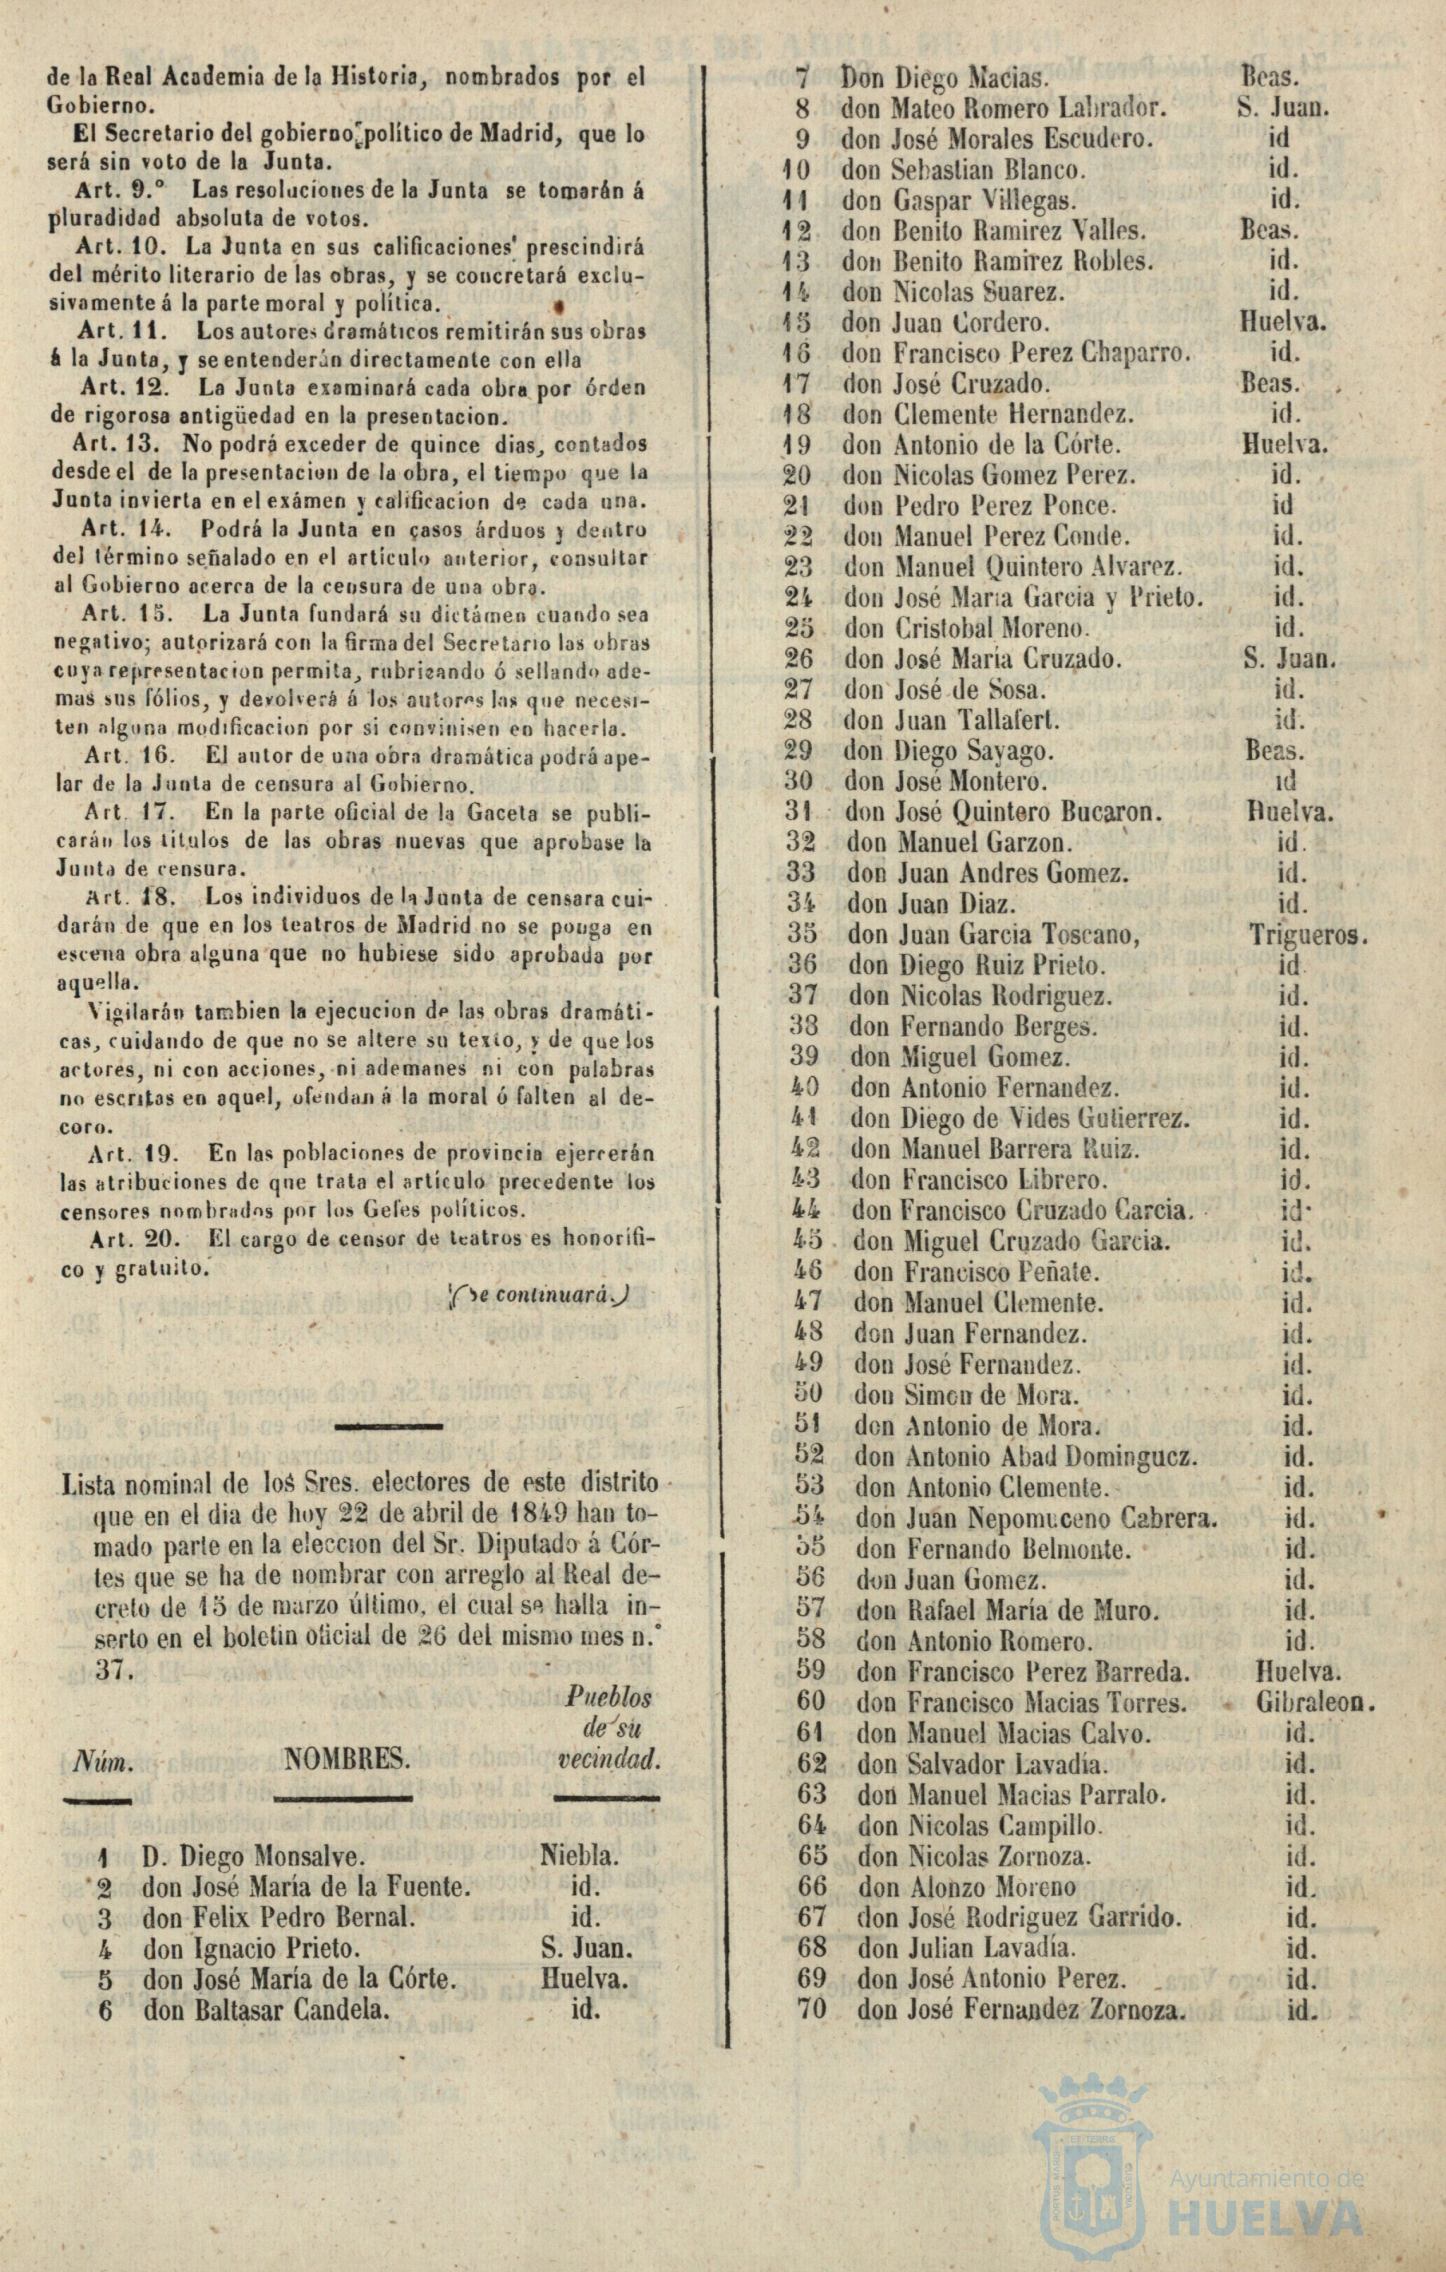 de la Real Academia de la Historia, nombrados por el
Gobierno.
El Secretario del gobierno político de Madrid, que lo
será sin voto de la Junta.
Art. 9.° Las resoluciones de la Junta se tomarán á
pluradidad absoluta de votos.
Art. 10. La Junta en sus calificaciones prescindirá
del mérito literario de las obras, y se concretará exclu-
sivamente á la parte moral y política.
Art. 11. Los autores dramáticos remitirán sus obras
á la Junta, y se entenderán directamente con ella
Art. 12. La Junta examinará cada obra por órden
de rigorosa antigüedad en la presentacion.
Art. 13. No podrá exceder de quince dias, contados
desde el de la presentacion de la obra, el tiempo que la
Junta invierta en el exámen y calificacion de cada una.
Art. 14. Podrá la Junta en casos árduos y dentro
del término señalado en el artículo anterior, consultar
al Gobierno acerca de la censura de una obra.
Art. 15. La Junta fundará su dictámen cuando sea
negativo; autorizará con la firma del Secretario las obras
cuya representacion permita, rubricando ó sellando ade-
mas sus fólios, y devolverá á los autores las que necesi-
ten alguna modificacion por si convinisen en hacerla.
Art. 16. El autor de una obra dramática podrá ape-
lar de la Junta de censura al Gobierno.
Art. 17. En la parte oficial de la Gaceta se publi-
carán los títulos de las obras nuevas que aprobase la
Junta de censura.
Art. 18. Los individuos de la Junta de censara cui-
darán de que en los teatros de Madrid no se ponga en
escena obra alguna que no hubiese sido aprobada por
aquella.
Vigilarán tambien la ejecucion de las obras dramáti-
cas, cuidando de que no se altere su texto, y de que los
actores, ni con acciones, ni ademanes ni con palabras
no escritas en aquel, ofendan á la moral ó falten al de-
coro.
Art. 19. En las poblaciones de provincia ejercerán
las atribuciones de que trata el artículo precedente los
censores nombrados por los Gefes políticos.
Art. 20. El cargo de censor de teatros es honorífi-
co y gratuito.
(Se continuará.)
Lista nominal de los Sres. electores de este distrito
que en el dia de hoy 22 de abril de 1849 han to-
mado parte en la eleccion del Sr. Diputado á Cór-
tes que se ha de nombrar con arreglo al Real de-
creto de 15 de marzo último, el cual se halla in-
serto en el boletin oficial de 26 del mismo mes n.°
37.
Pueblos
de su
Núm. NOMBRES. vecindad.
1 D. Diego Monsalve. Niebla.
2 don José María de la Fuente. id.
3 don Felix Pedro Bernal. id.
4 don Ignacio Prieto. S. Juan.
5 don José María de la Córte. Huelva.
6 don Baltasar Candela. id.
7 Don Diego Macias. Beas.
8 don Mateo Romero Labrador. S. Juan.
9 don José Morales Escudero. id
10 don Sebastian Blanco. id.
11 don Gaspar Villegas. id.
12 don Benito Ramirez Valles. Beas.
13 don Benito Ramirez Robles. id.
14 don Nicolas Suarez. id.
15 don Juan Cordero. Huelva.
16 don Francisco Perez Chaparro. id.
17 don José Cruzado. Beas.
18 don Clemente Hernandez. id.
19 don Antonio de la Córte. Huelva.
20 don Nicolas Gomez Perez. id.
21 don Pedro Perez Ponce. id
22 don Manuel Perez Conde. id.
23 don Manuel Quintero Alvarez. id.
24 don José María Garcia y Prieto. id.
25 don Cristobal Moreno. id.
26 don José María Cruzado. S. Juan.
27 don José de Sosa. id.
28 don Juan Tallafert. id.
29 don Diego Sayago. Beas.
30 don José Montero. id
31 don José Quintero Bucaron. Huelva.
32 don Manuel Garzon. id.
33 don Juan Andres Gomez. id.
34 don Juan Diaz. id.
35 don Juan Garcia Toscano, Trigueros.
36 don Diego Ruiz Prieto. id
37 don Nicolas Rodriguez. id.
38 don Fernando Berges. id.
39 don Miguel Gomez. id.
40 don Antonio Fernandez. id.
41 don Diego de Vides Gutierrez. id.
42 don Manuel Barrera Ruiz. id.
43 don Francisco Librero. id.
44 don Francisco Cruzado Garcia. id.
45 don Miguel Cruzado Garcia. id.
46 don Francisco Peñate. id.
47 don Manuel Clemente. id.
48 don Juan Fernandez. id.
49 don José Fernandez. id.
50 don Simon de Mora. id.
51 don Antonio de Mora. id.
52 don Antonio Abad Dominguez. id.
53 don Antonio Clemente. id.
54 don Juan Nepomuceno Cabrera. id.
55 don Fernando Belmonte. id.
56 don Juan Gomez. id.
57 don Rafael María de Muro. id.
58 don Antonio Romero. id.
59 don Francisco Perez Barreda. Huelva.
60 don Francisco Macias Torres. Gibraleon.
61 don Manuel Macias Calvo. id.
62 don Salvador Lavadía. id.
63 don Manuel Macias Parralo. id.
64 don Nicolas Campillo. id.
65 don Nicolas Zornoza. id.
66 don Alonzo Moreno id.
67 don José Rodriguez Garrido. id.
68 don Julian Lavadía. id.
69 don José Antonio Perez. id.
70 don José Fernandez Zornoza. id.
Ayuntamiento de
HUELVA